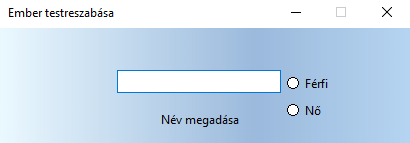 Ember testreszabása
Férfi
Nő
Név megadása